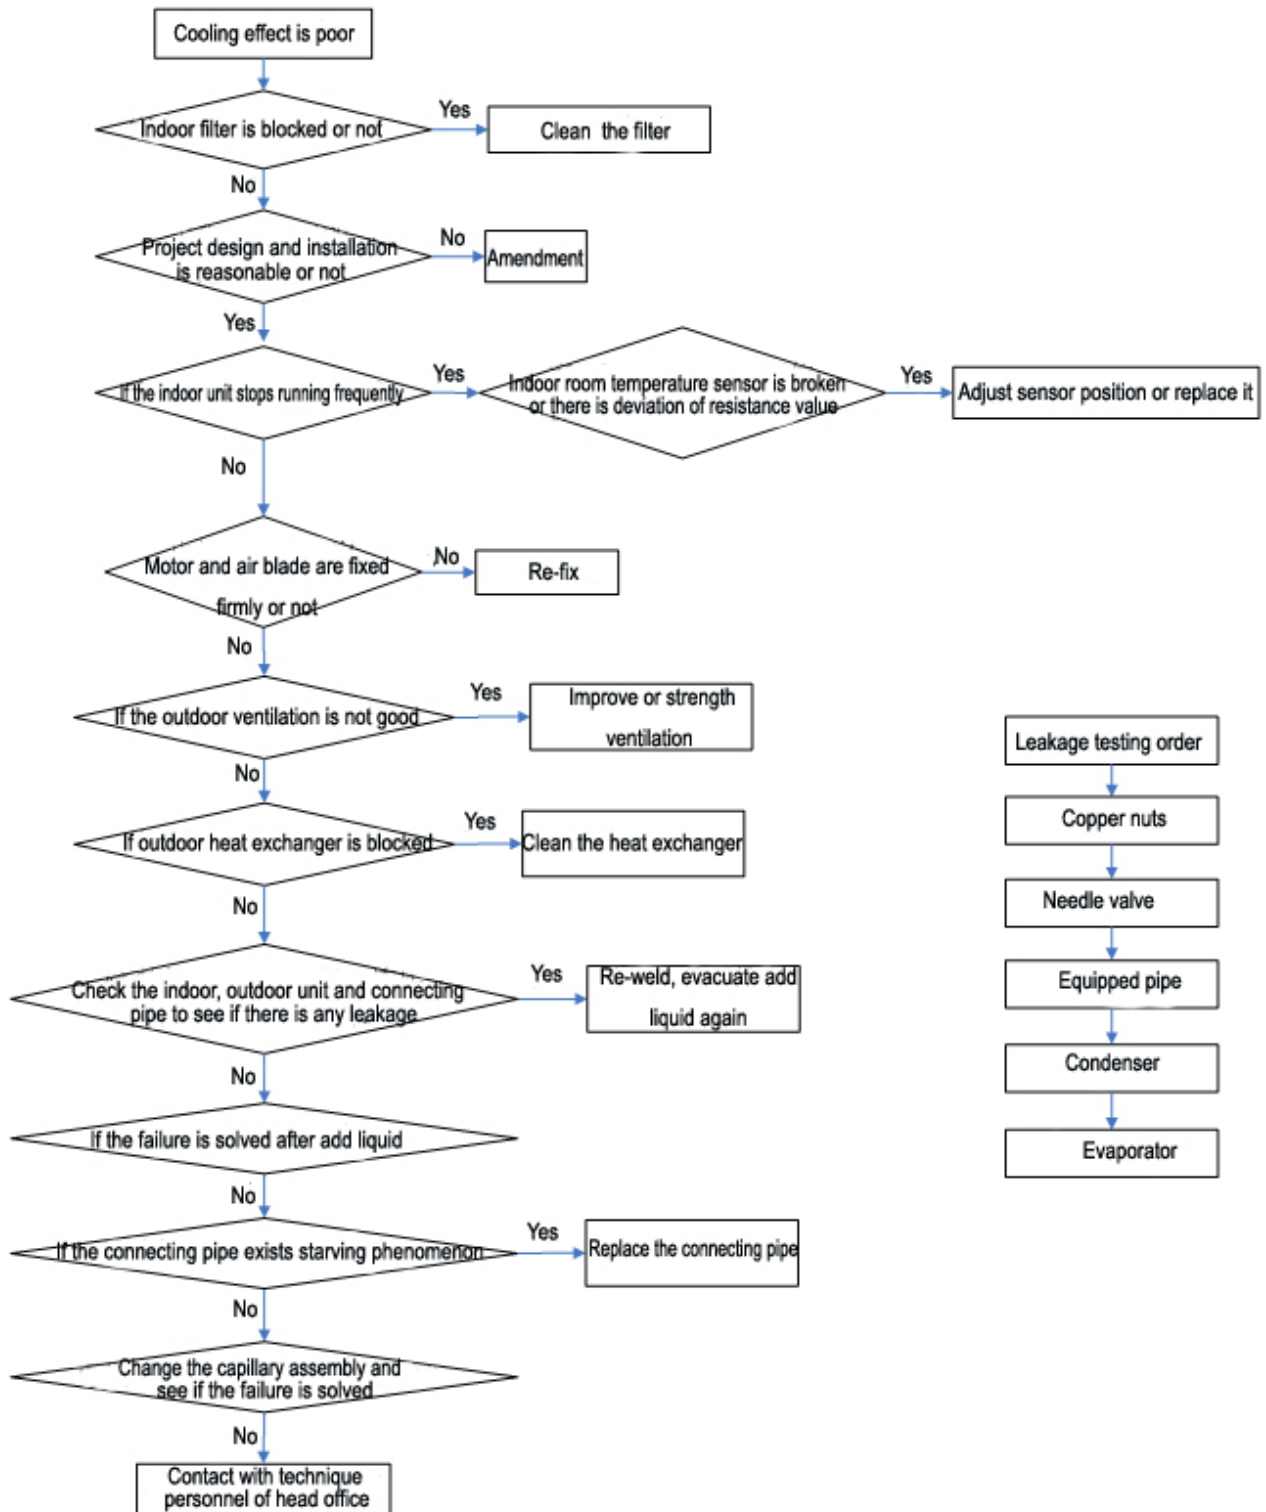 Cooling effect is poor
Indoor filter is blocked or not
Yes
Clean the filter
No
Project design and installation
is reasonable or not
No
Amendment
Yes
If the indoor unit stops running frequently
Yes
Indoor room temperature sensor is broken
or there is deviation of resistance value
Yes
Adjust sensor position or replace it
No
Motor and air blade are fixed
firmly or not
No
Re-fix
No
If the outdoor ventilation is not good
Yes
Improve or strength
ventilation
No
If outdoor heat exchanger is blocked
Yes
Clean the heat exchanger
No
Check the indoor, outdoor unit and connecting
pipe to see if there is any leakage
Yes
Re-weld, evacuate add
liquid again
No
If the failure is solved after add liquid
No
If the connecting pipe exists starving phenomenon
Yes
Replace the connecting pipe
No
Change the capillary assembly and
see if the failure is solved
No
Contact with technique
personnel of head office
Leakage testing order
Copper nuts
Needle valve
Equipped pipe
Condenser
Evaporator